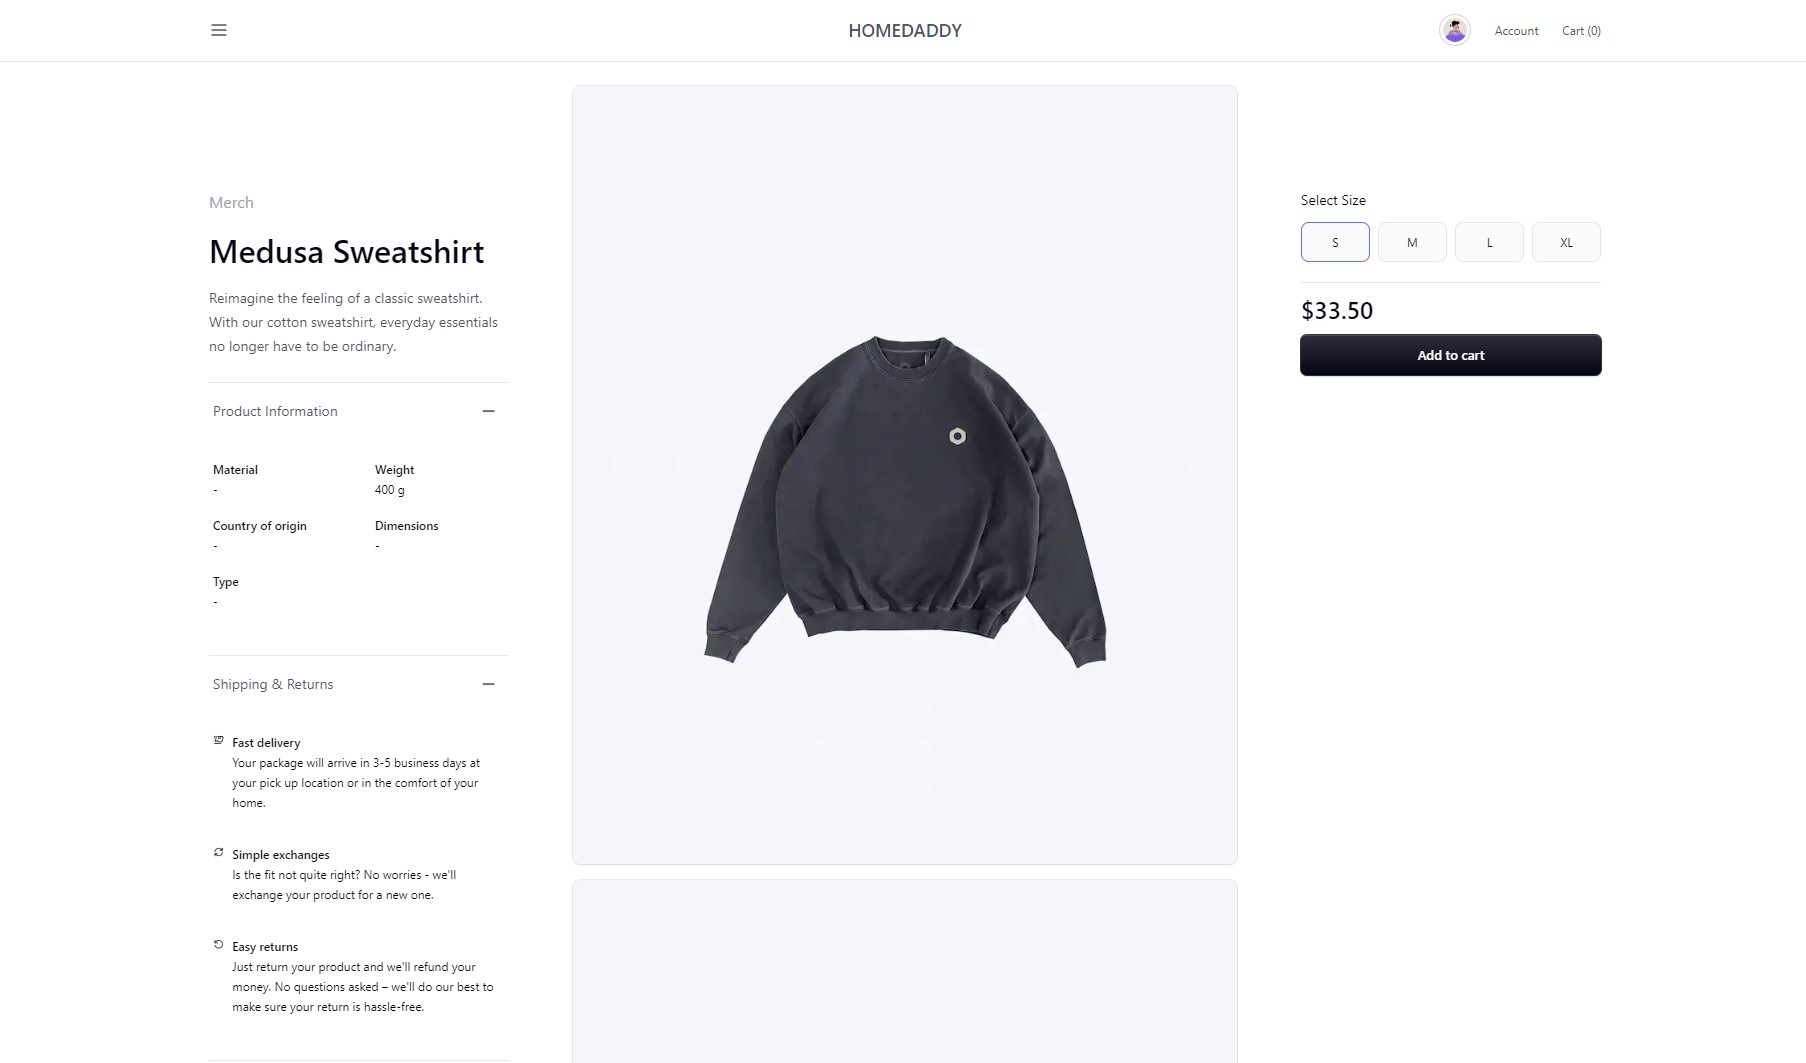 HOMEDADDY
Account
Cart (0)
Merch
Medusa Sweatshirt
Reimagine the feeling of a classic sweatshirt.
With our cotton sweatshirt, everyday essentials
no longer have to be ordinary.
Product Information
Material
-
Weight
400 g
Country of origin
-
Dimensions
-
Type
-
Shipping & Returns
Fast delivery
Your package will arrive in 3-5 business days at
your pick up location or in the comfort of your
home.
Simple exchanges
Is the fit not quite right? No worries - we'll
exchange your product for a new one.
Easy returns
Just return your product and we'll refund your
money. No questions asked – we'll do our best to
make sure your return is hassle-free.
Select Size
S
M
L
XL
$33.50
Add to cart